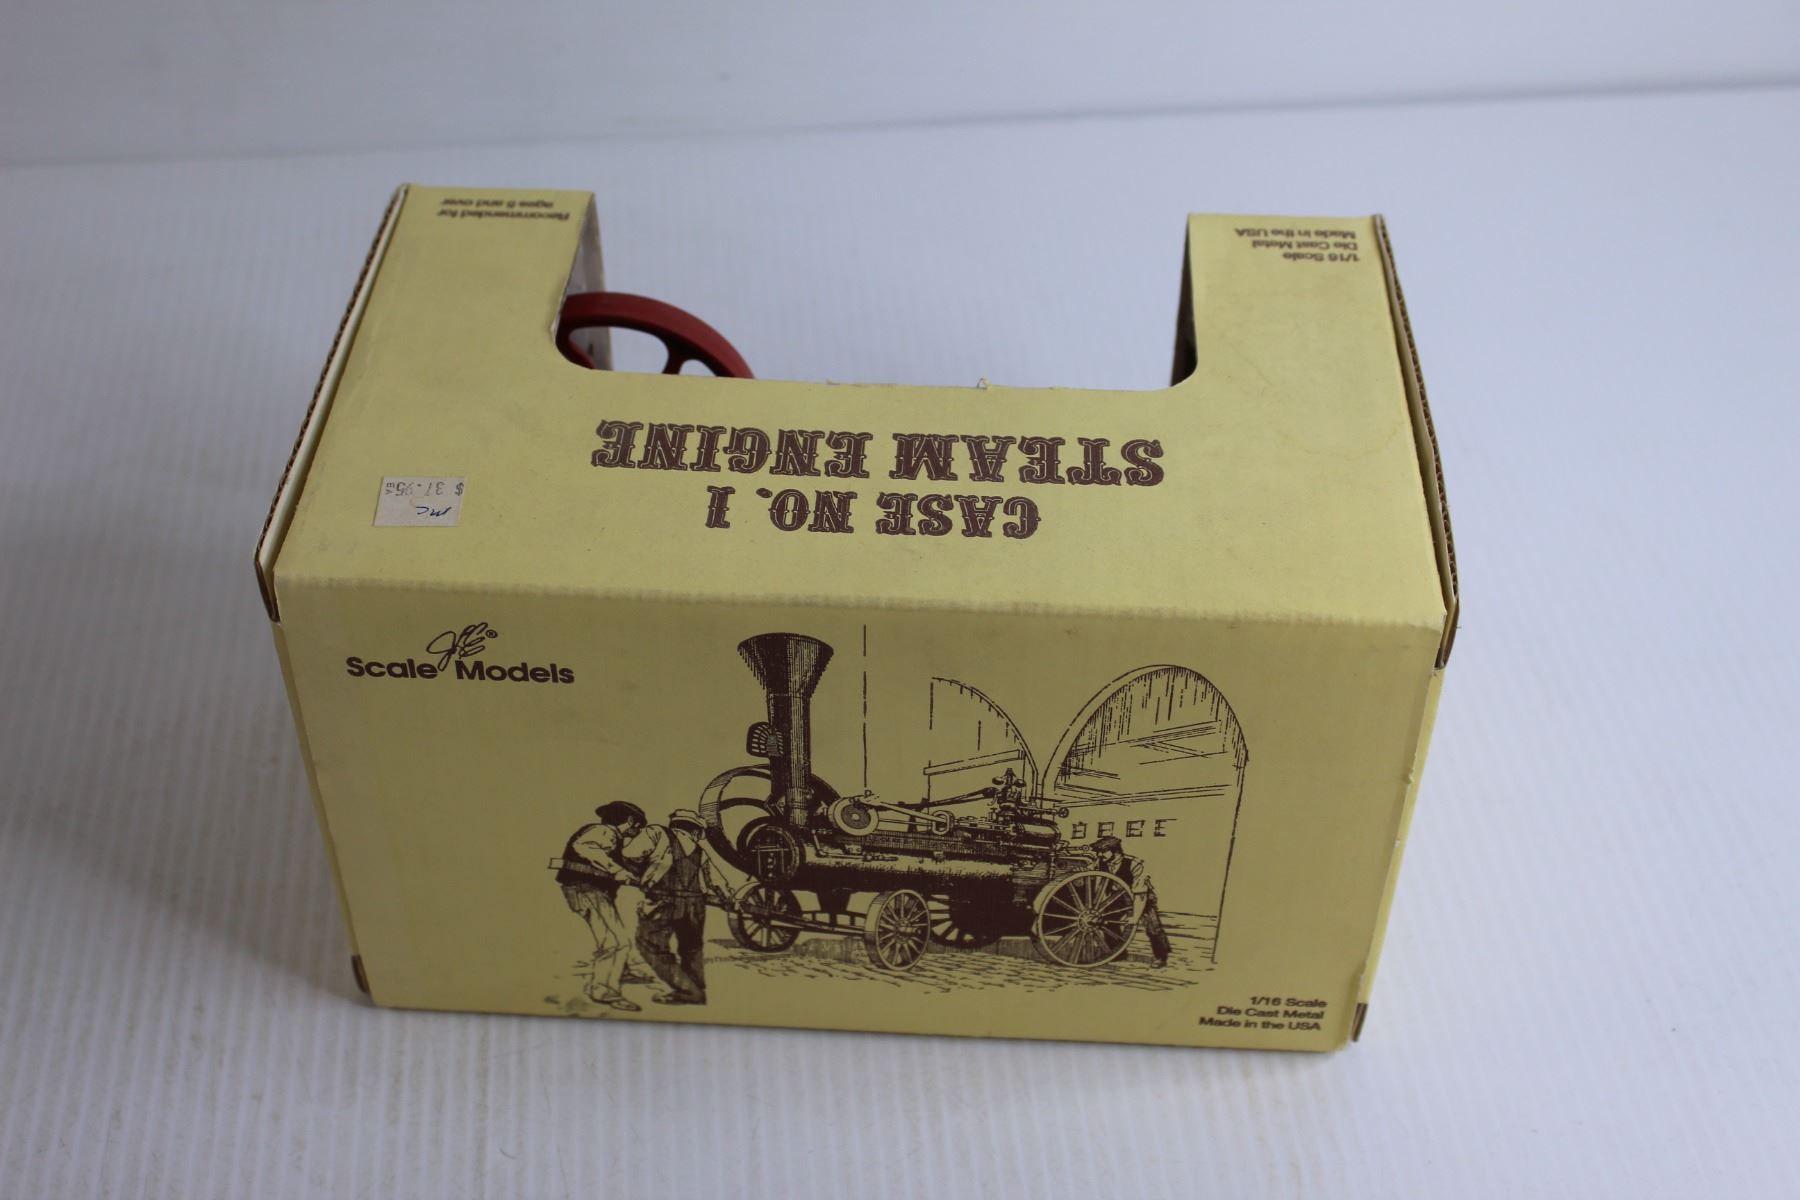 Recommended for
ages 8 and over
1/16 Scale
Die Cast Metal
Made in the USA
CASE NO. 1
STEAM ENGINE
$ 37.95
Scale JLE® Models
1/16 Scale
Die Cast Metal
Made in the USA